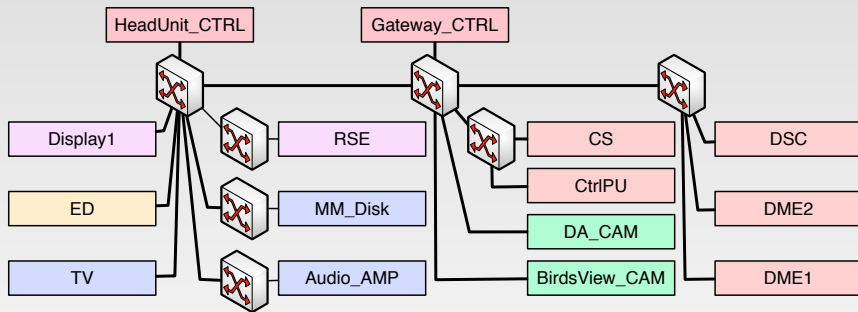 HeadUnit_CTRL
Gateway_CTRL
Display1
RSE
CS
DSC
CtrlPU
ED
MM_Disk
DME2
DA_CAM
TV
Audio_AMP
BirdsView_CAM
DME1